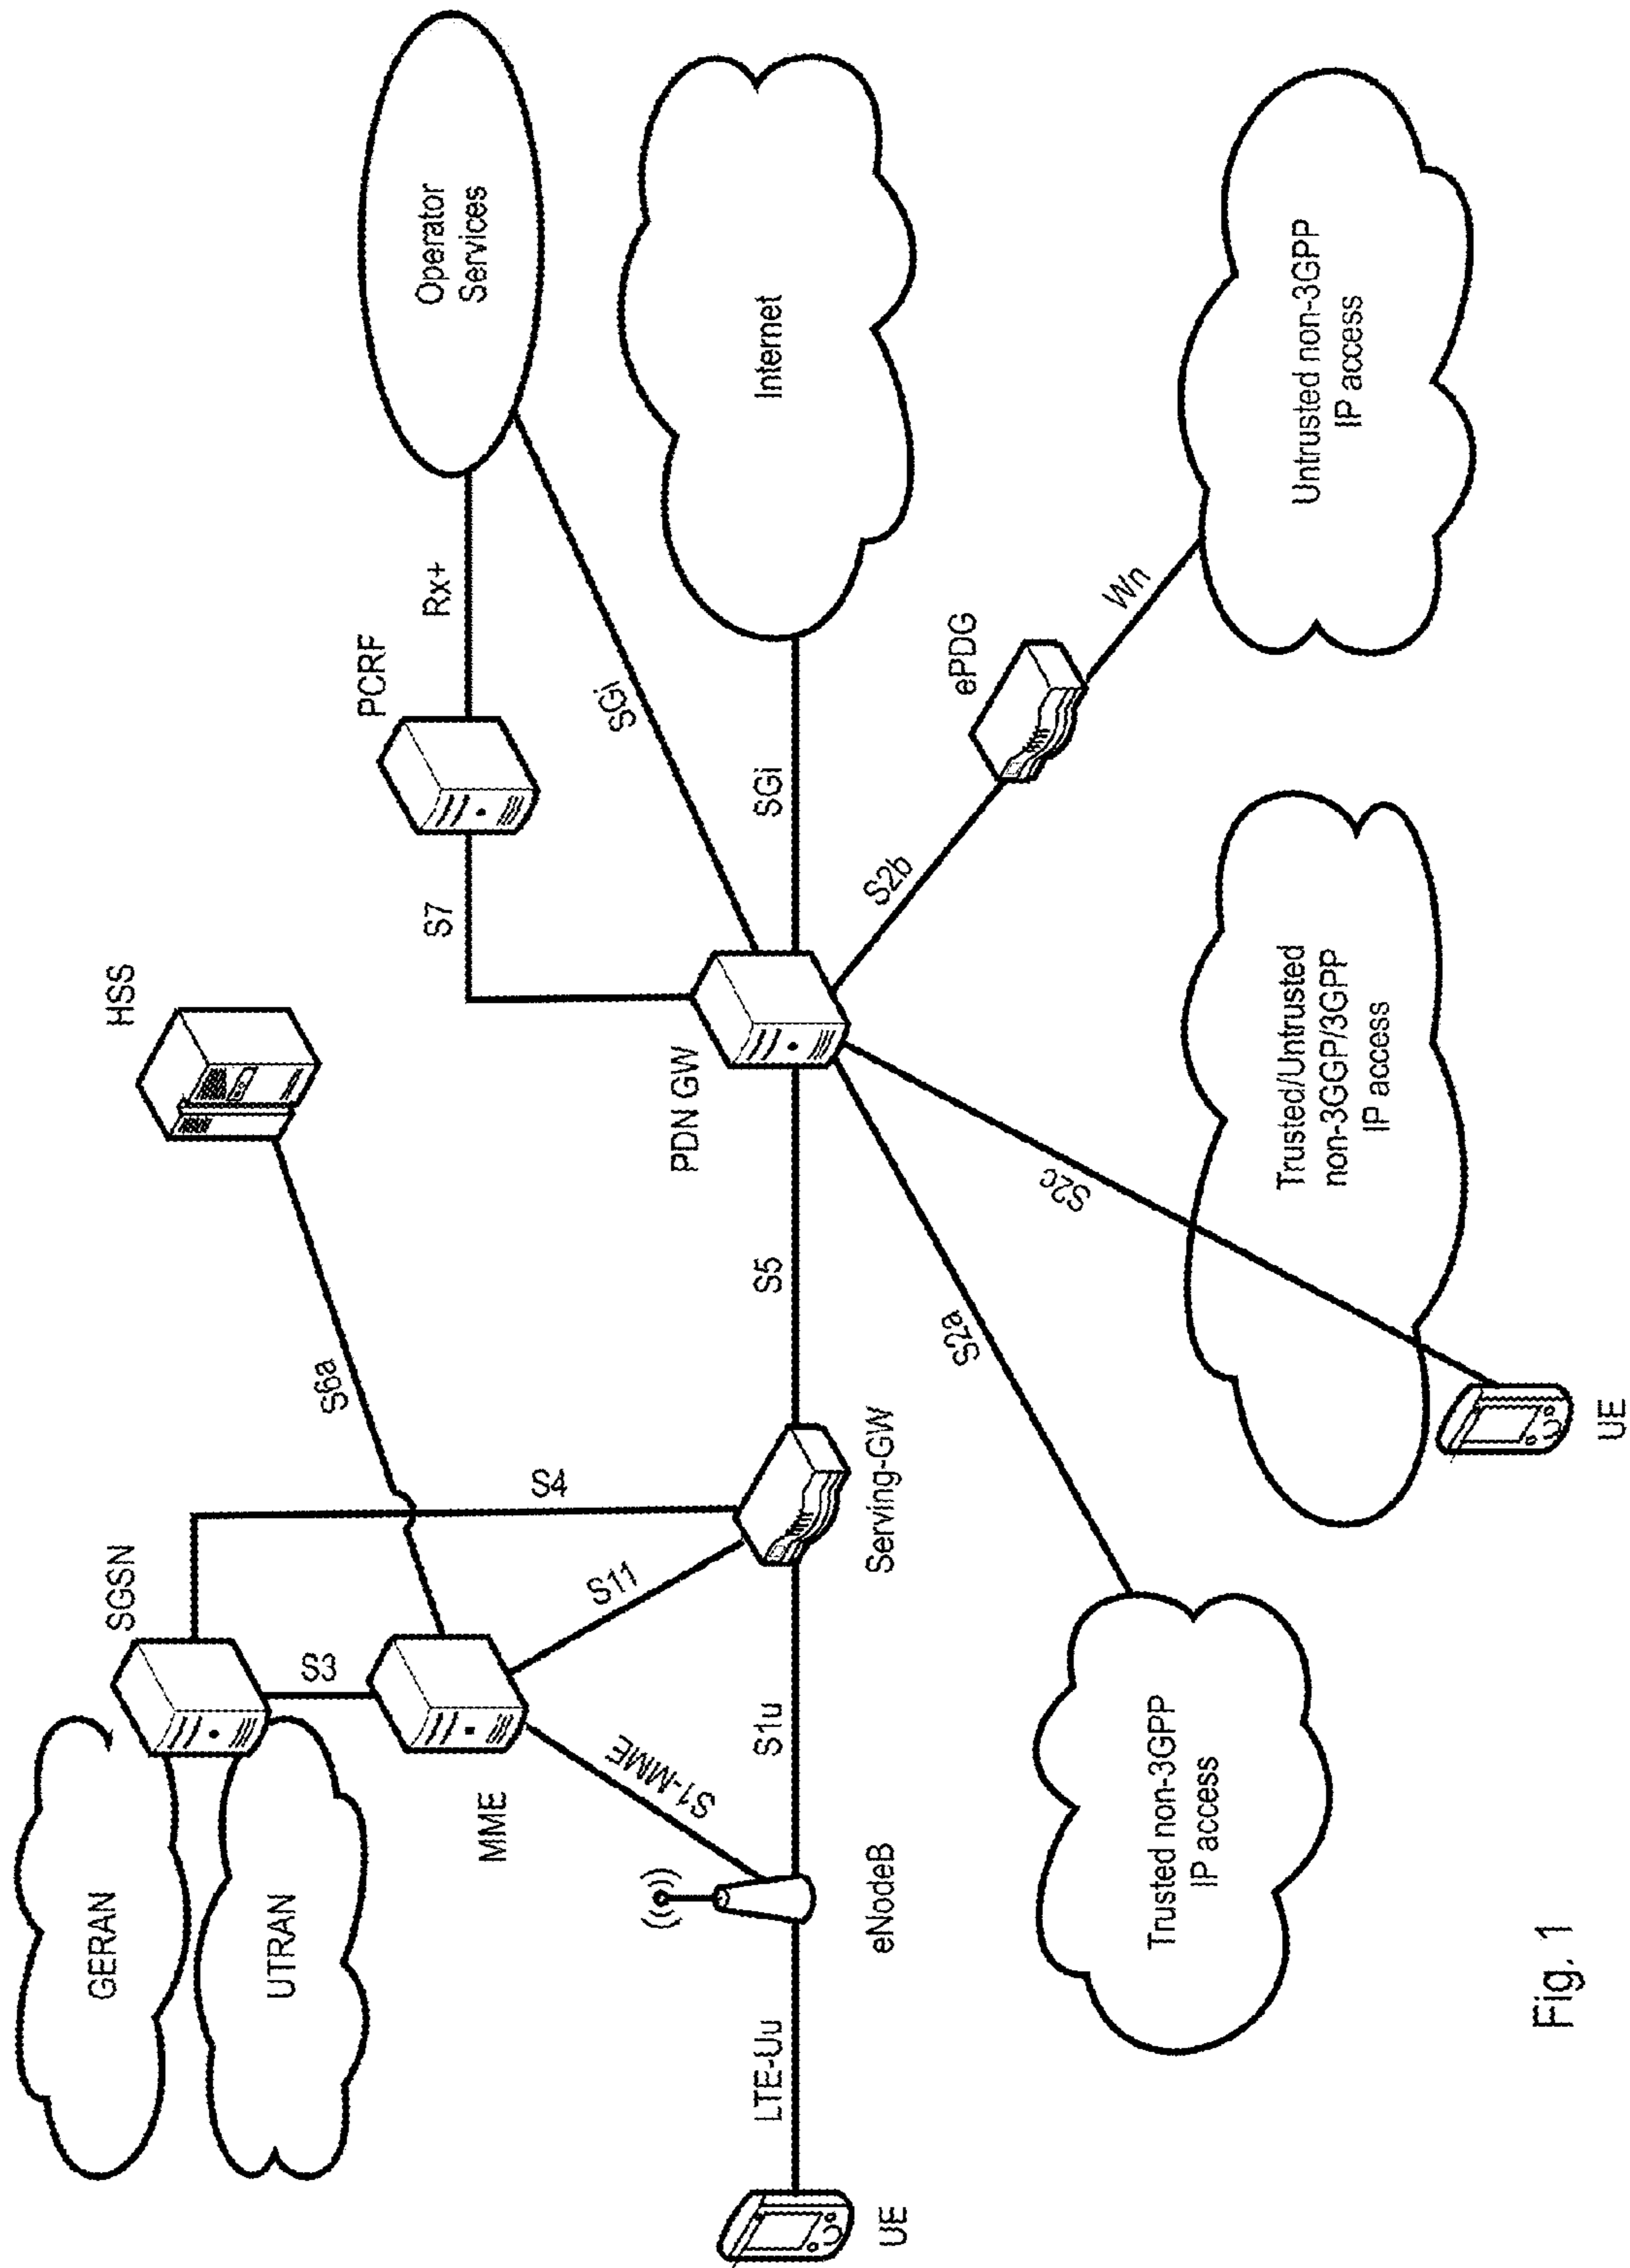 GERAN
UTRAN
SGSN
HSS
S3
S6a
MME
S4
S11
S1-MME
PCRF
S7
Rx+
Operator
Services
SGi
SGi
Internet
UE
LTE-Uu
eNodeB
S1u
Serving-GW
S5
PDN GW
S2a
S2c
S2b
ePDG
Wn
Trusted non-3GPP
IP access
Trusted/Untrusted
non-3GGP/3GPP
IP access
Untrusted non-3GPP
IP access
UE
Fig. 1